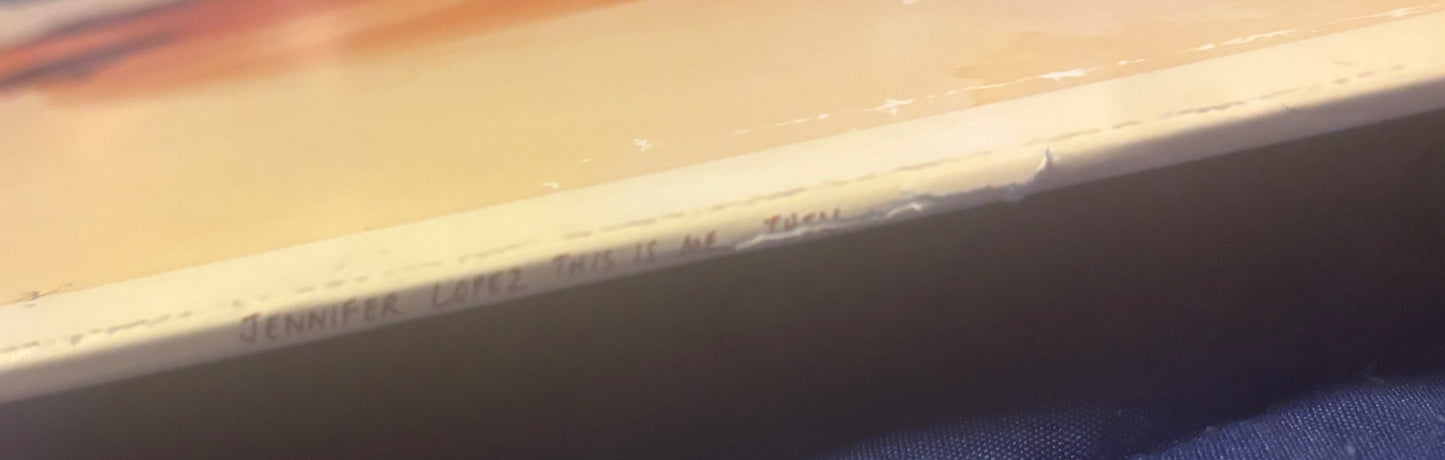 JENNIFER LOPEZ THIS IS ME THEN